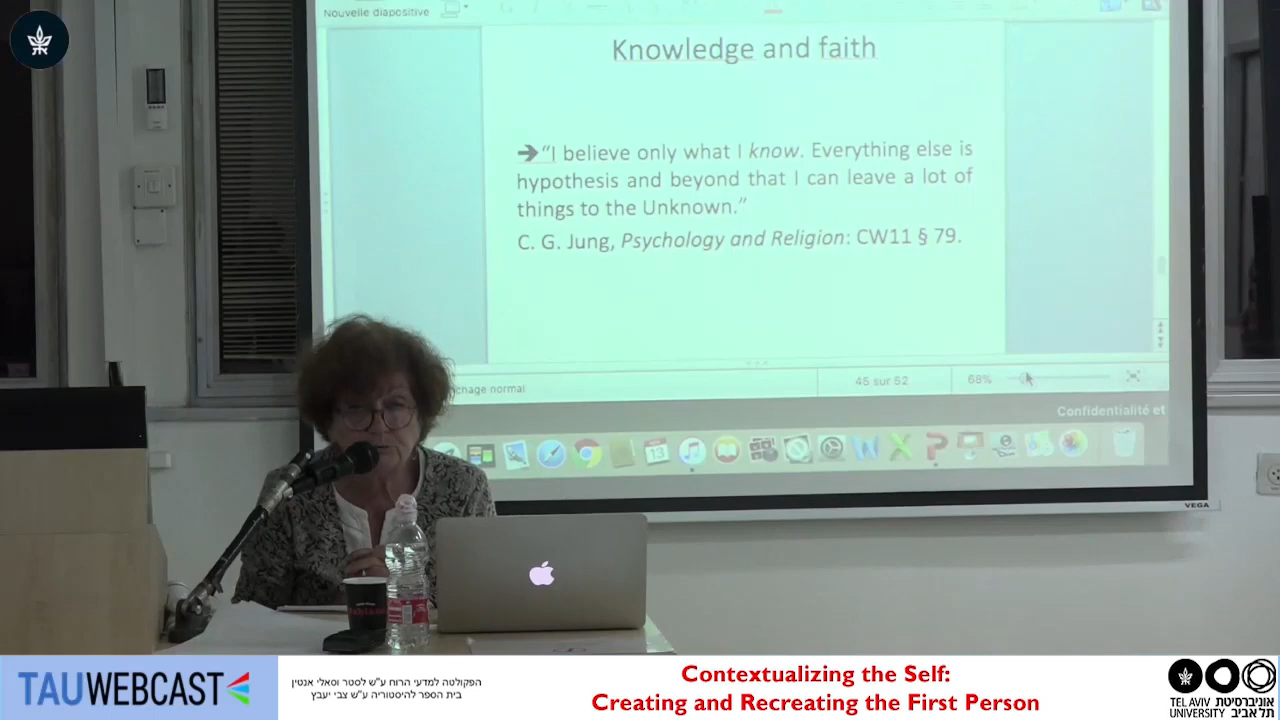 Nouvelle diapositive
Knowledge and faith
➔“I believe only what I know. Everything else is
hypothesis and beyond that I can leave a lot of
things to the Unknown.”
C. G. Jung, Psychology and Religion: CW11 § 79.
chage normal
45 sur 52
68%
Confidentialité et
13
VEGA
TAUWEBCAST
הפקולטה למדעי הרוח ע"ש לסטר וסאלי אנטין
בית הספר להיסטוריה ע"ש צבי יעבץ
Contextualizing the Self:
Creating and Recreating the First Person
TEL AVIV אוניברסיטת
UNIVERSITY תל אביב